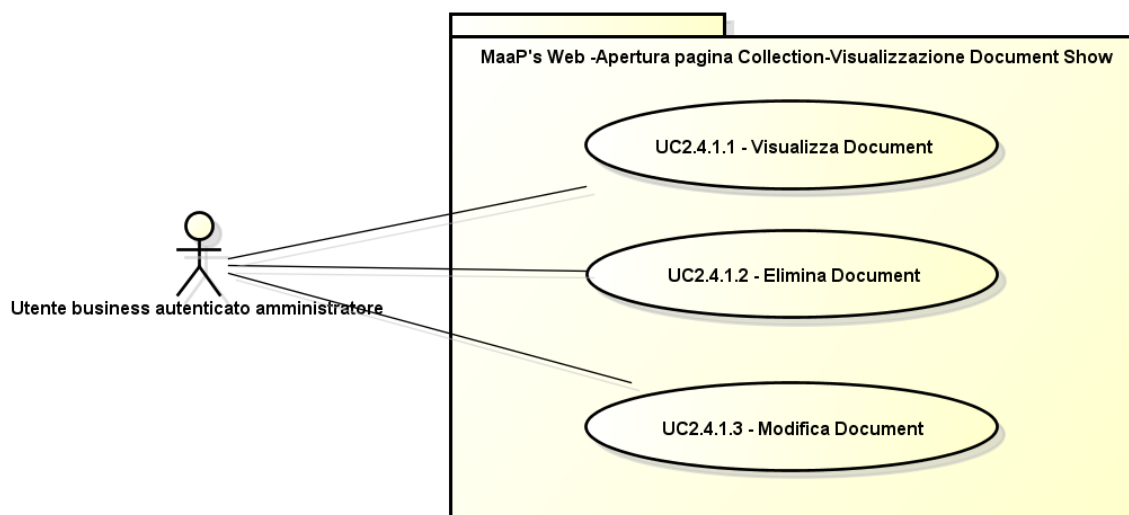 MaaP's Web -Apertura pagina Collection-Visualizzazione Document Show
UC2.4.1.1 - Visualizza Document
UC2.4.1.2 - Elimina Document
Utente business autenticato amministratore
UC2.4.1.3 - Modifica Document